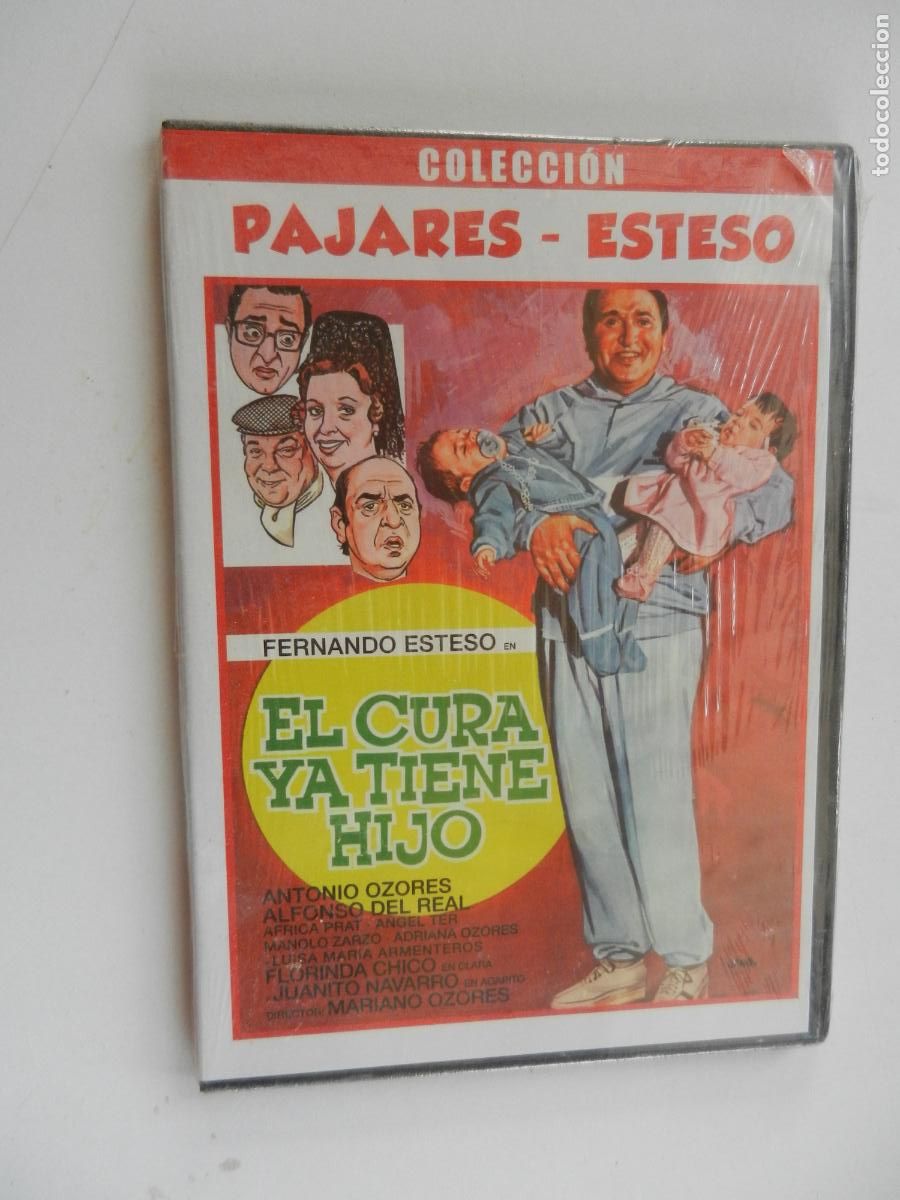 todocoleccion
COLECCIÓN
PAJARES - ESTESO
FERNANDO ESTESO EN
EL CURA
YA TIENE
HIJO
ANTONIO OZORES
ALFONSO DEL REAL
AFRICA PRAT - ANGEL TER
MANOLO ZARZO - ADRIANA OZORES
- LUISA MARIA ARMENTEROS
FLORINDA CHICO EN CLARA
- JUANITO NAVARRO EN AGAPITO
DIRECTOR: MARIANO OZORES